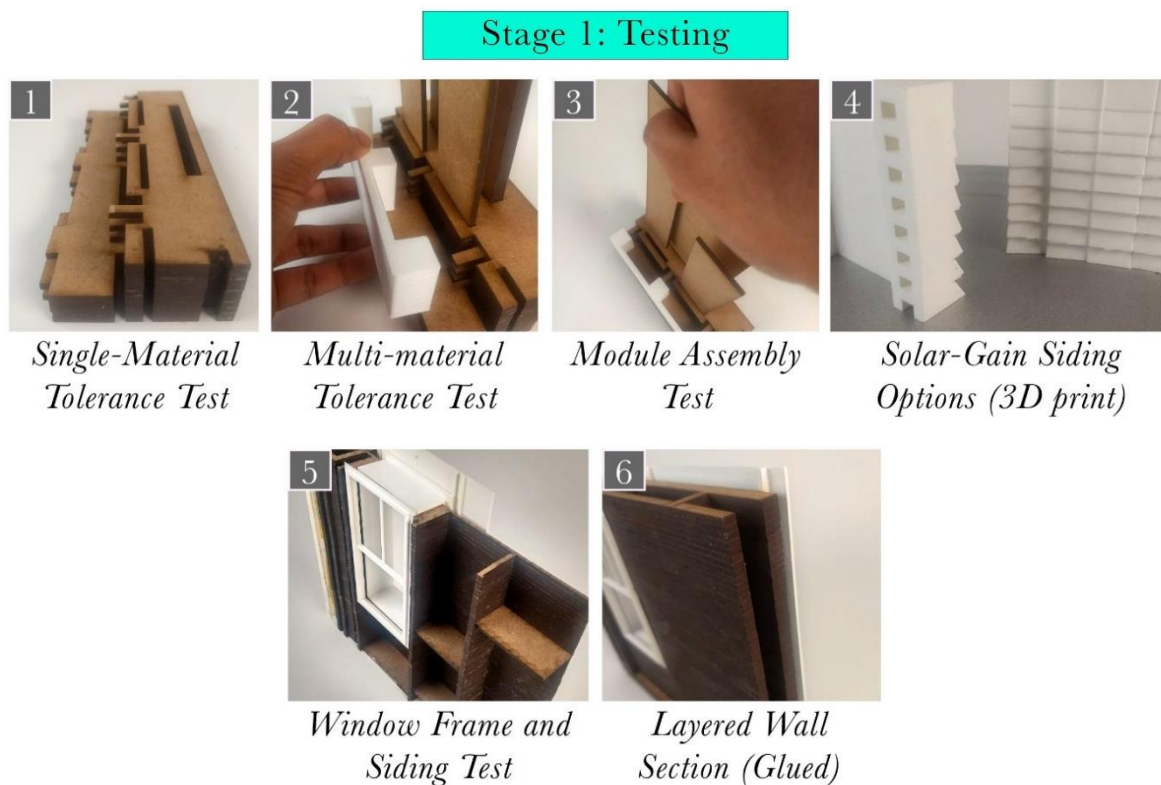 Stage 1: Testing
1
2
3
4
Single-Material
Tolerance Test
Multi-material
Tolerance Test
Module Assembly
Test
Solar-Gain Siding
Options (3D print)
5
6
Window Frame and
Siding Test
Layered Wall
Section (Glued)